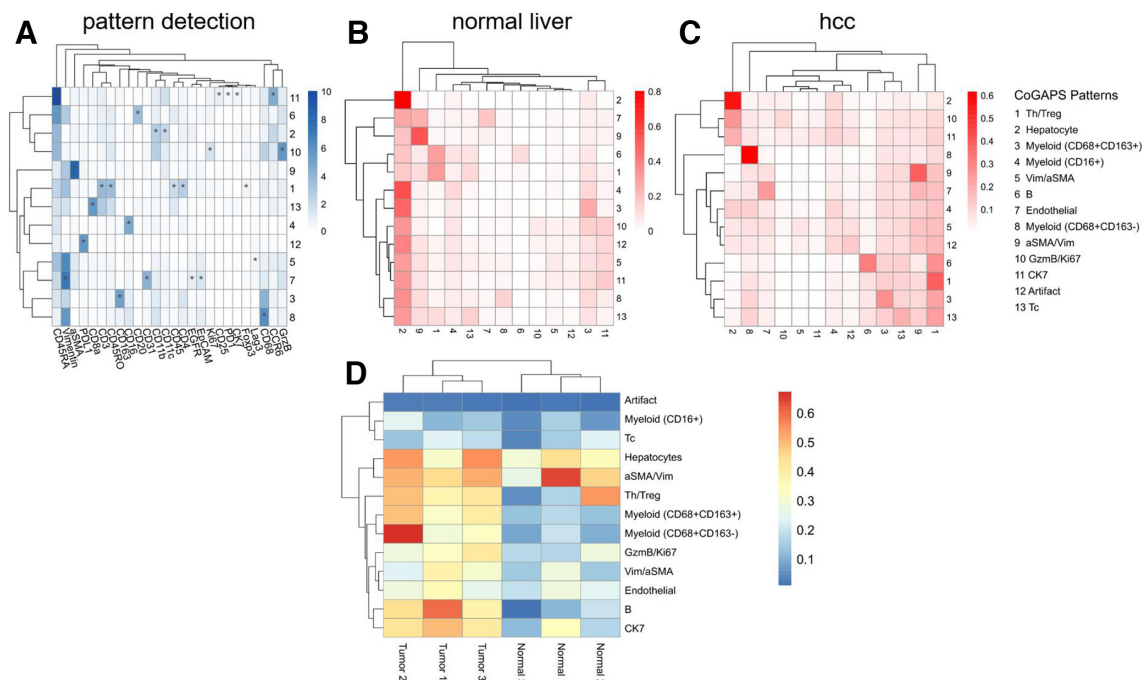 A
pattern detection
B
normal liver
C
hcc
11
6
2
10
9
1
13
4
12
5
7
3
8
10
8
6
4
2
0
CD45RA
Vimentin
aSMA
PDL1
CD8a
CD3
CD45RO
CD163
CD16
CD20
CD31
CD11b
CD11c
CD45
CD4
EGFR
EpCAM
Ki67
CD25
PD1
CK7
Foxp3
Lag3
CD68
CCR6
GrzB
2
7
9
6
1
4
3
10
12
5
11
8
13
0.8
0.6
0.4
0.2
0
2 9 1 4 13 7 8 6 10 5 12 3 11
2
10
11
8
9
7
4
5
12
6
1
3
13
0.6
0.5
0.4
0.3
0.2
0.1
2 8 7 10 5 11 4 12 6 3 13 9 1
CoGAPS Patterns
1 Th/Treg
2 Hepatocyte
3 Myeloid (CD68+CD163+)
4 Myeloid (CD16+)
5 Vim/aSMA
6 B
7 Endothelial
8 Myeloid (CD68+CD163-)
9 aSMA/Vim
10 GzmB/Ki67
11 CK7
12 Artifact
13 Tc
D
Artifact
Myeloid (CD16+)
Tc
Hepatocytes
aSMA/Vim
Th/Treg
Myeloid (CD68+CD163+)
Myeloid (CD68+CD163-)
GzmB/Ki67
Vim/aSMA
Endothelial
B
CK7
0.6
0.5
0.4
0.3
0.2
0.1
Tumor 2
Tumor 1
Tumor 3
Normal
Normal
Normal